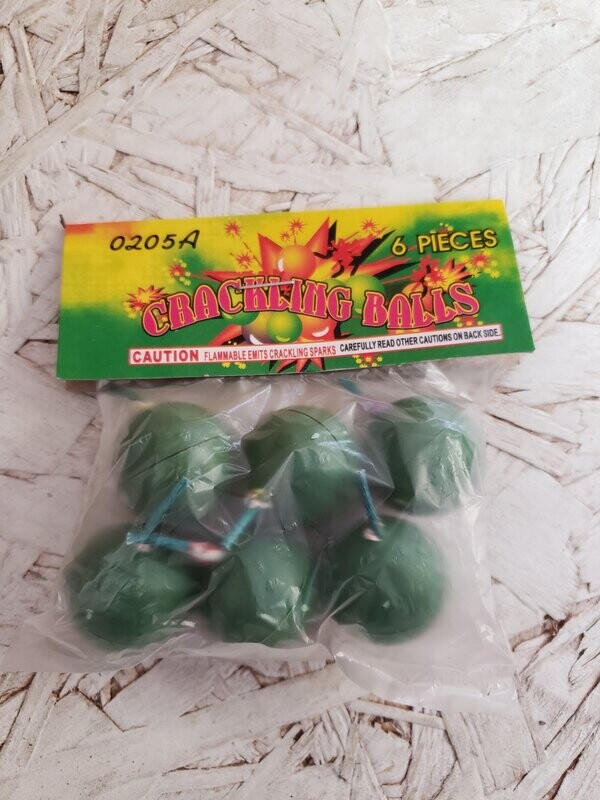 0205A
6 PIECES
CRACKLING BALLS
CAUTION FLAMMABLE EMITS CRACKLING SPARKS CAREFULLY READ OTHER CAUTIONS ON BACK SIDE.